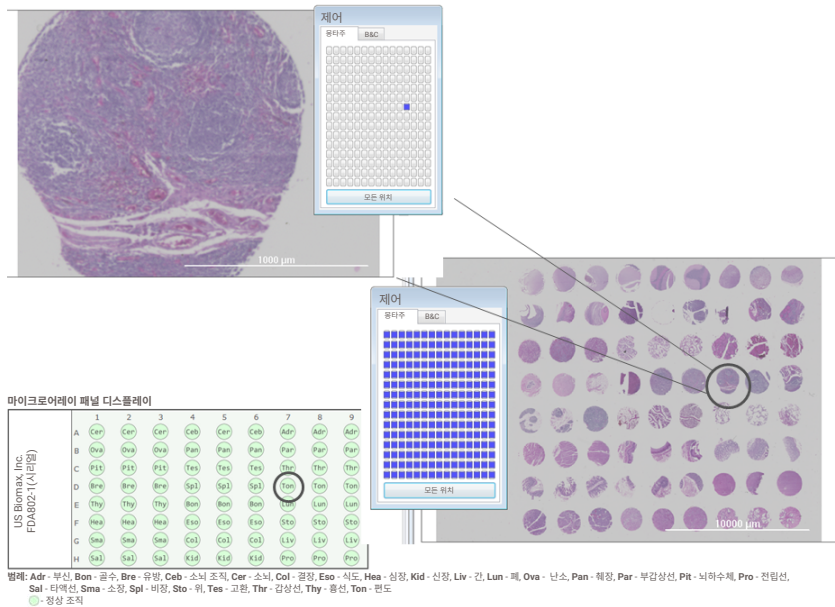 제어
몽타주 B&C
모든 위치
1000 μm
제어
몽타주 B&C
모든 위치
10000 μm
마이크로어레이 패널 디스플레이
US Biomax, Inc.
FDA802-1(시리얼)
1 2 3 4 5 6 7 8 9
A Cer Cer Cer Ceb Ceb Ceb Adr Adr Adr
B Ova Ova Ova Pan Pan Pan Par Par Par
C Pit Pit Pit Tes Tes Tes Thr Thr Thr
D Bre Bre Bre Spl Spl Spl Ton Ton Ton
E Thy Thy Thy Bon Bon Bon Lun Lun Lun
F Hea Hea Hea Eso Eso Eso Sto Sto Sto
G Sma Sma Sma Col Col Col Liv Liv Liv
H Sal Sal Sal Kid Kid Kid Pro Pro Pro
범례: Adr - 부신, Bon - 골수, Bre - 유방, Ceb - 소뇌 조직, Cer - 소뇌, Col - 결장, Eso - 식도, Hea - 심장, Kid - 신장, Liv - 간, Lun - 폐, Ova - 난소, Pan - 췌장, Par - 부갑상선, Pit - 뇌하수체, Pro - 전립선,
Sal - 타액선, Sma - 소장, Spl - 비장, Sto - 위, Tes - 고환, Thr - 갑상선, Thy - 흉선, Ton - 편도
- 정상 조직